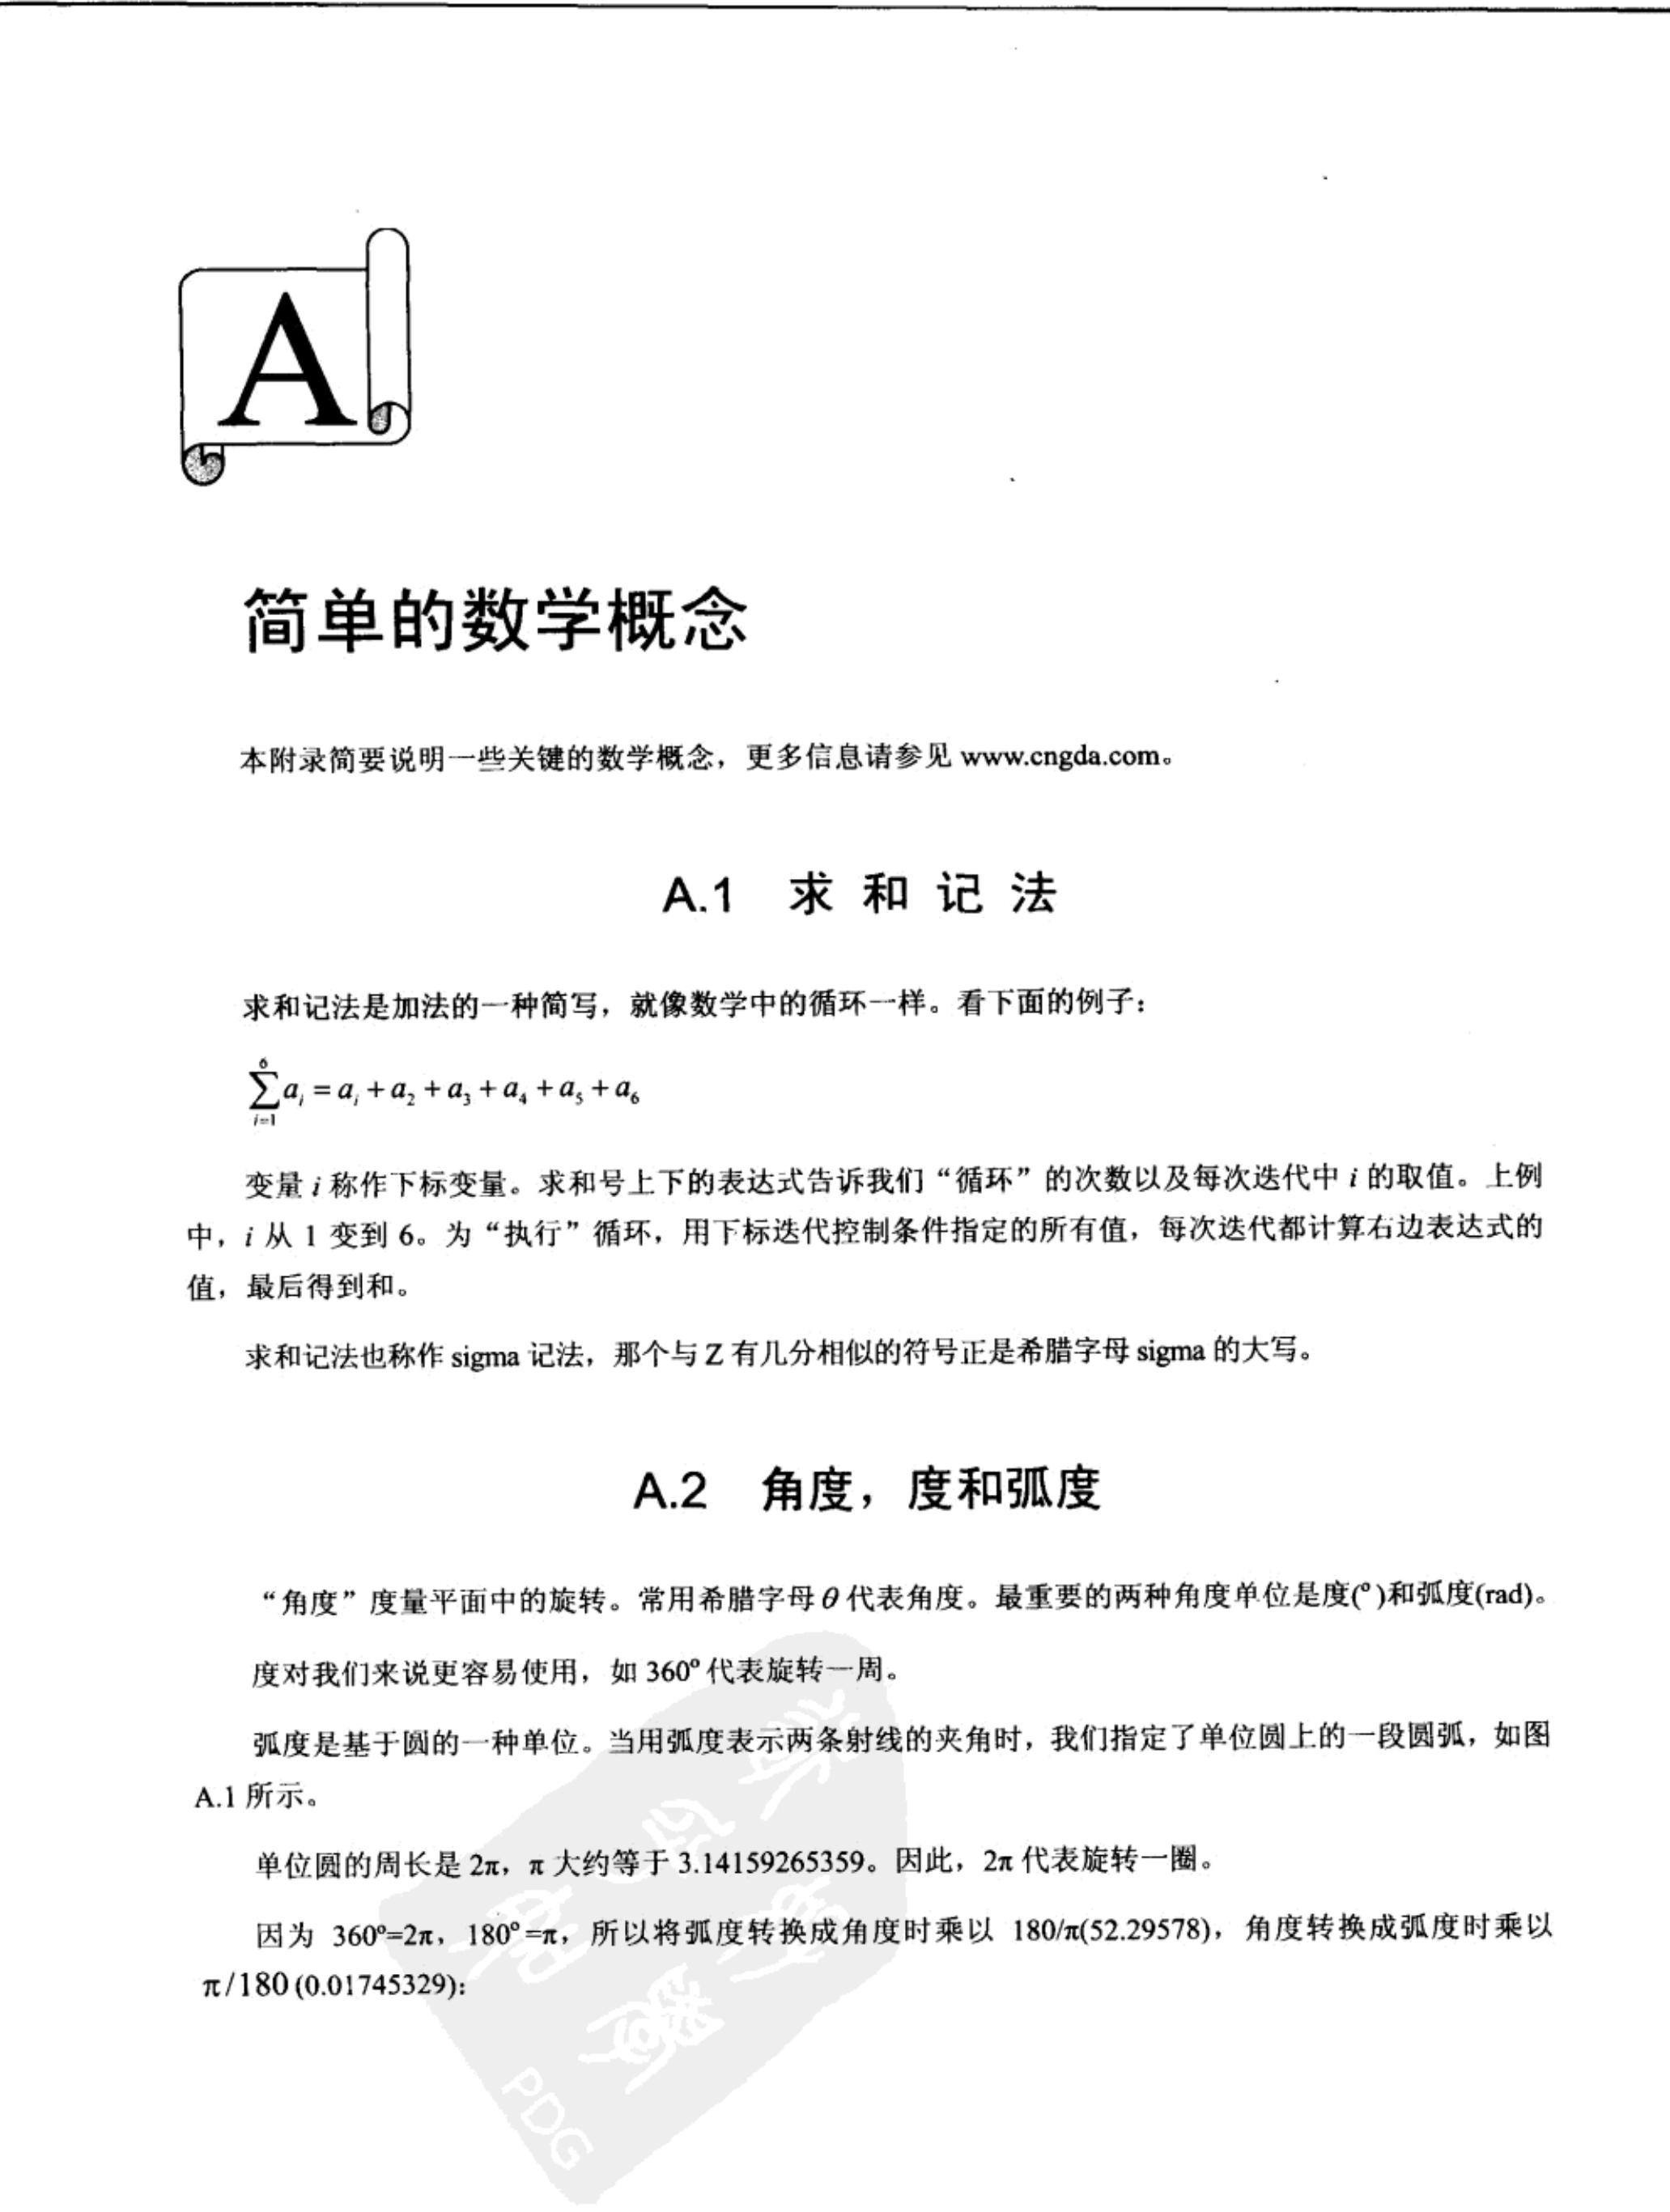 A
简单的数学概念
本附录简要说明一些关键的数学概念，更多信息请参见 www.cngda.com。
A.1 求和记法
求和记法是加法的一种简写，就像数学中的循环一样。看下面的例子：
6
∑ aᵢ = aᵢ + a₂ + a₃ + a₄ + a₅ + a₆
i=1
变量 i 称作下标变量。求和号上下的表达式告诉我们“循环”的次数以及每次迭代中 i 的取值。上例
中，i 从 1 变到 6。为“执行”循环，用下标迭代控制条件指定的所有值，每次迭代都计算右边表达式的
值，最后得到和。
求和记法也称作 sigma 记法，那个与 Z 有几分相似的符号正是希腊字母 sigma 的大写。
A.2 角度，度和弧度
“角度”度量平面中的旋转。常用希腊字母 θ 代表角度。最重要的两种角度单位是度(°)和弧度(rad)。
度对我们来说更容易使用，如 360° 代表旋转一周。
弧度是基于圆的一种单位。当用弧度表示两条射线的夹角时，我们指定了单位圆上的一段圆弧，如图
A.1 所示。
单位圆的周长是 2π，π 大约等于 3.14159265359。因此，2π 代表旋转一圈。
因为 360°=2π，180°=π，所以将弧度转换成角度时乘以 180/π(52.29578)，角度转换成弧度时乘以
π/180 (0.01745329)：
PDG